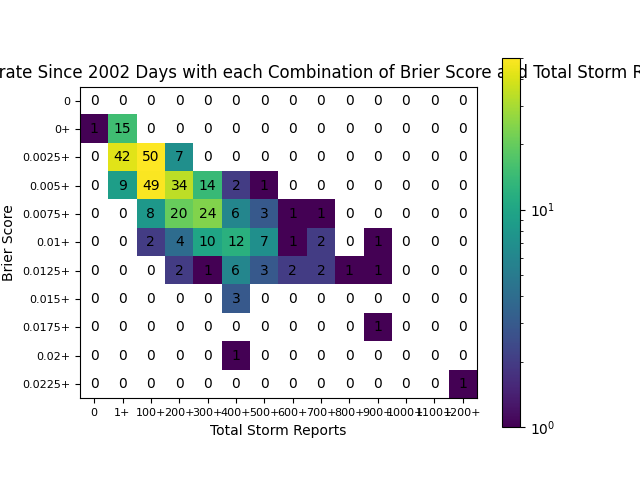 rate Since 2002 Days with each Combination of Brier Score and Total Storm R
0 0 0 0 0 0 0 0 0 0 0 0 0 0 0
0+ 1 15 0 0 0 0 0 0 0 0 0 0 0 0
0.0025+ 0 42 50 7 0 0 0 0 0 0 0 0 0 0
0.005+ 0 9 49 34 14 2 1 0 0 0 0 0 0 0
0.0075+ 0 0 8 20 24 6 3 1 1 0 0 0 0 0
0.01+ 0 0 2 4 10 12 7 1 2 0 1 0 0 0
0.0125+ 0 0 0 2 1 6 3 2 2 1 1 0 0 0
0.015+ 0 0 0 0 0 3 0 0 0 0 0 0 0 0
0.0175+ 0 0 0 0 0 0 0 0 0 0 1 0 0 0
0.02+ 0 0 0 0 0 1 0 0 0 0 0 0 0 0
0.0225+ 0 0 0 0 0 0 0 0 0 0 0 0 0 1
0 1+ 100+ 200+ 300+ 400+ 500+ 600+ 700+ 800+ 900+ 1000+ 1100+ 1200+
Total Storm Reports
Brier Score
10¹
10⁰